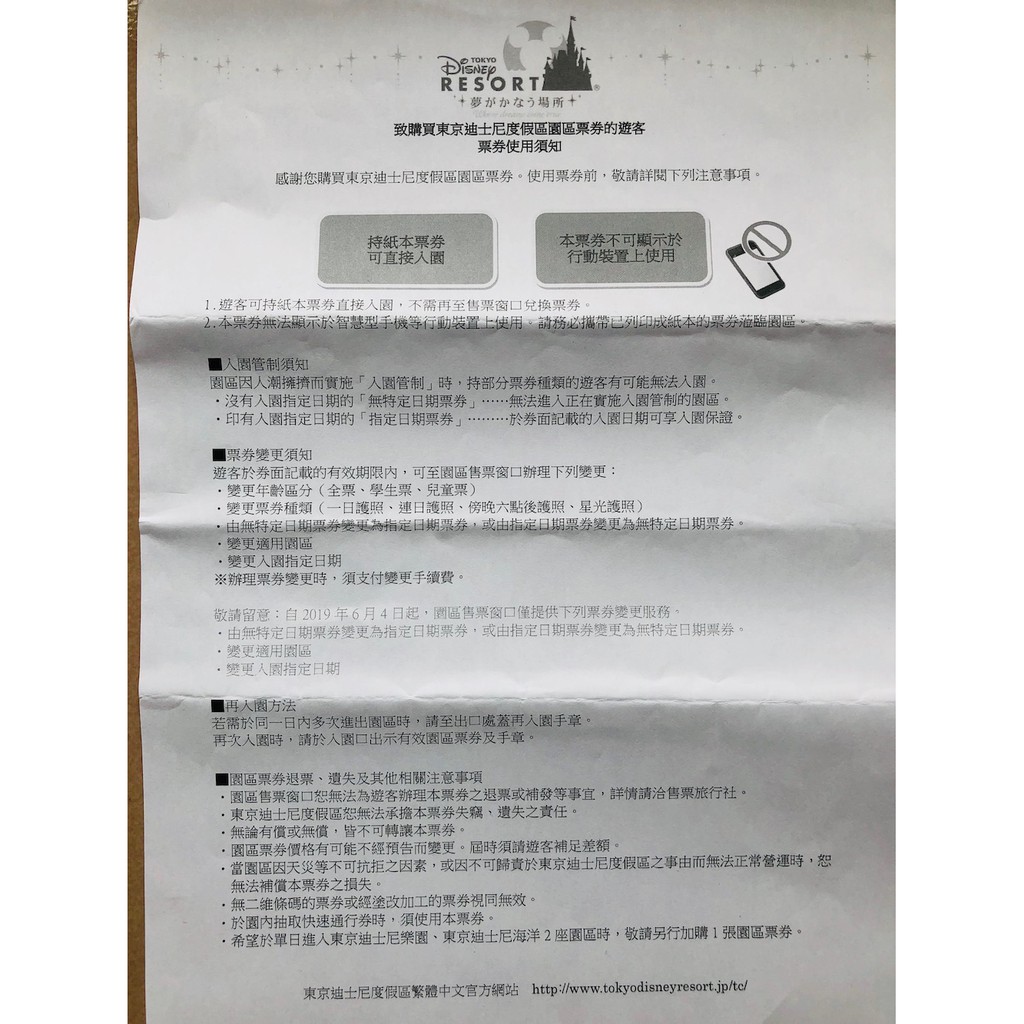 TOKYO
Disney
RESORT®
夢がかなう場所
致購買東京迪士尼度假區園區票券的遊客
票券使用須知
感謝您購買東京迪士尼度假區園區票券。使用票券前，敬請詳閱下列注意事項。
持紙本票券
可直接入園
本票券不可顯示於
行動裝置上使用
1.遊客可持紙本票券直接入園，不需再至售票窗口兌換票券。
2.本票券無法顯示於智慧型手機等行動裝置上使用。請務必攜帶已列印成紙本的票券蒞臨園區。
■入園管制須知
園區因人潮擁擠而實施「入園管制」時，持部分票券種類的遊客有可能無法入園。
・沒有入園指定日期的「無特定日期票券」……無法進入正在實施入園管制的園區。
・印有入園指定日期的「指定日期票券」………於券面記載的入園日期可享入園保證。
■票券變更須知
遊客於券面記載的有效期限內，可至園區售票窗口辦理下列變更：
・變更年齡區分（全票、學生票、兒童票）
・變更票券種類（一日護照、連日護照、傍晚六點後護照、星光護照）
・由無特定日期票券變更為指定日期票券，或由指定日期票券變更為無特定日期票券。
・變更適用園區
・變更入園指定日期
※辦理票券變更時，須支付變更手續費。
敬請留意：自 2019 年 6 月 4 日起，園區售票窗口僅提供下列票券變更服務。
・由無特定日期票券變更為指定日期票券，或由指定日期票券變更為無特定日期票券。
・變更適用園區
・變更入園指定日期
■再入園方法
若需於同一日內多次進出園區時，請至出口處蓋再入園手章。
再次入園時，請於入園口出示有效園區票券及手章。
■園區票券退票、遺失及其他相關注意事項
・園區售票窗口恕無法為遊客辦理本票券之退票或補發等事宜，詳情請洽售票旅行社。
・東京迪士尼度假區恕無法承擔本票券失竊、遺失之責任。
・無論有償或無償，皆不可轉讓本票券。
・園區票券價格有可能不經預告而變更。屆時須請遊客補足差額。
・當園區因天災等不可抗拒之因素，或因不可歸責於東京迪士尼度假區之事由而無法正常營運時，恕
無法補償本票券之損失。
・無二維條碼的票券或經塗改加工的票券視同無效。
・於園內抽取快速通行券時，須使用本票券。
・希望於單日進入東京迪士尼樂園、東京迪士尼海洋 2 座園區時，敬請另行加購 1 張園區票券。
東京迪士尼度假區繁體中文官方網站 http://www.tokyodisneyresort.jp/tc/